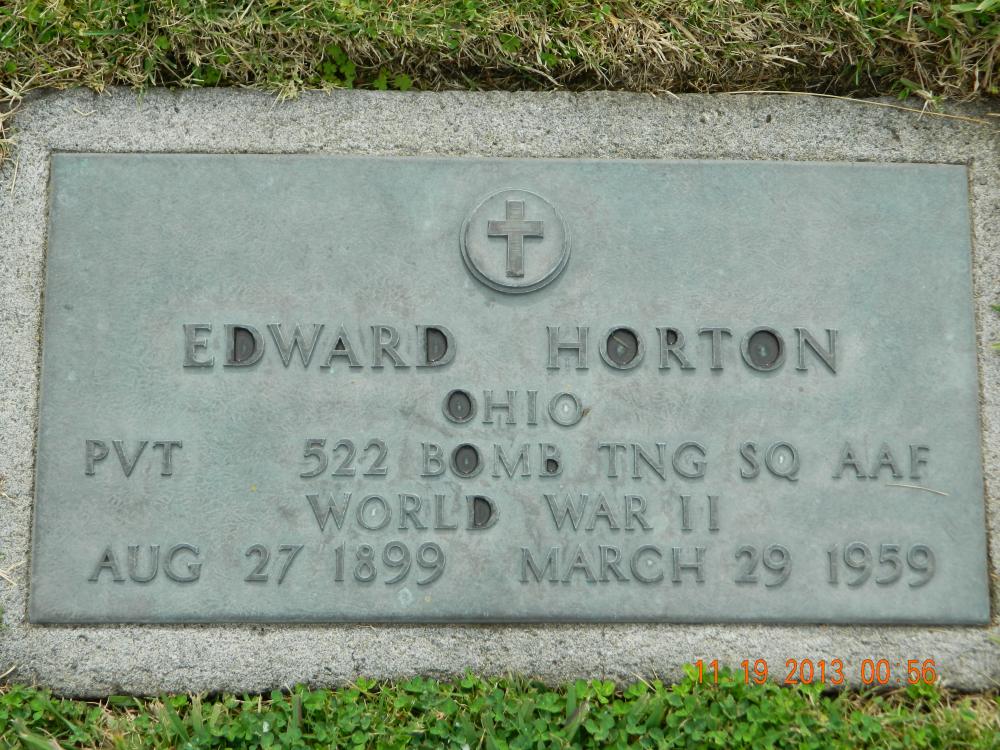 EDWARD HORTON
OHIO
PVT 522 BOMB TNG SQ AAF
WORLD WAR II
AUG 27 1899 MARCH 29 1959
11 19 2013 00 56